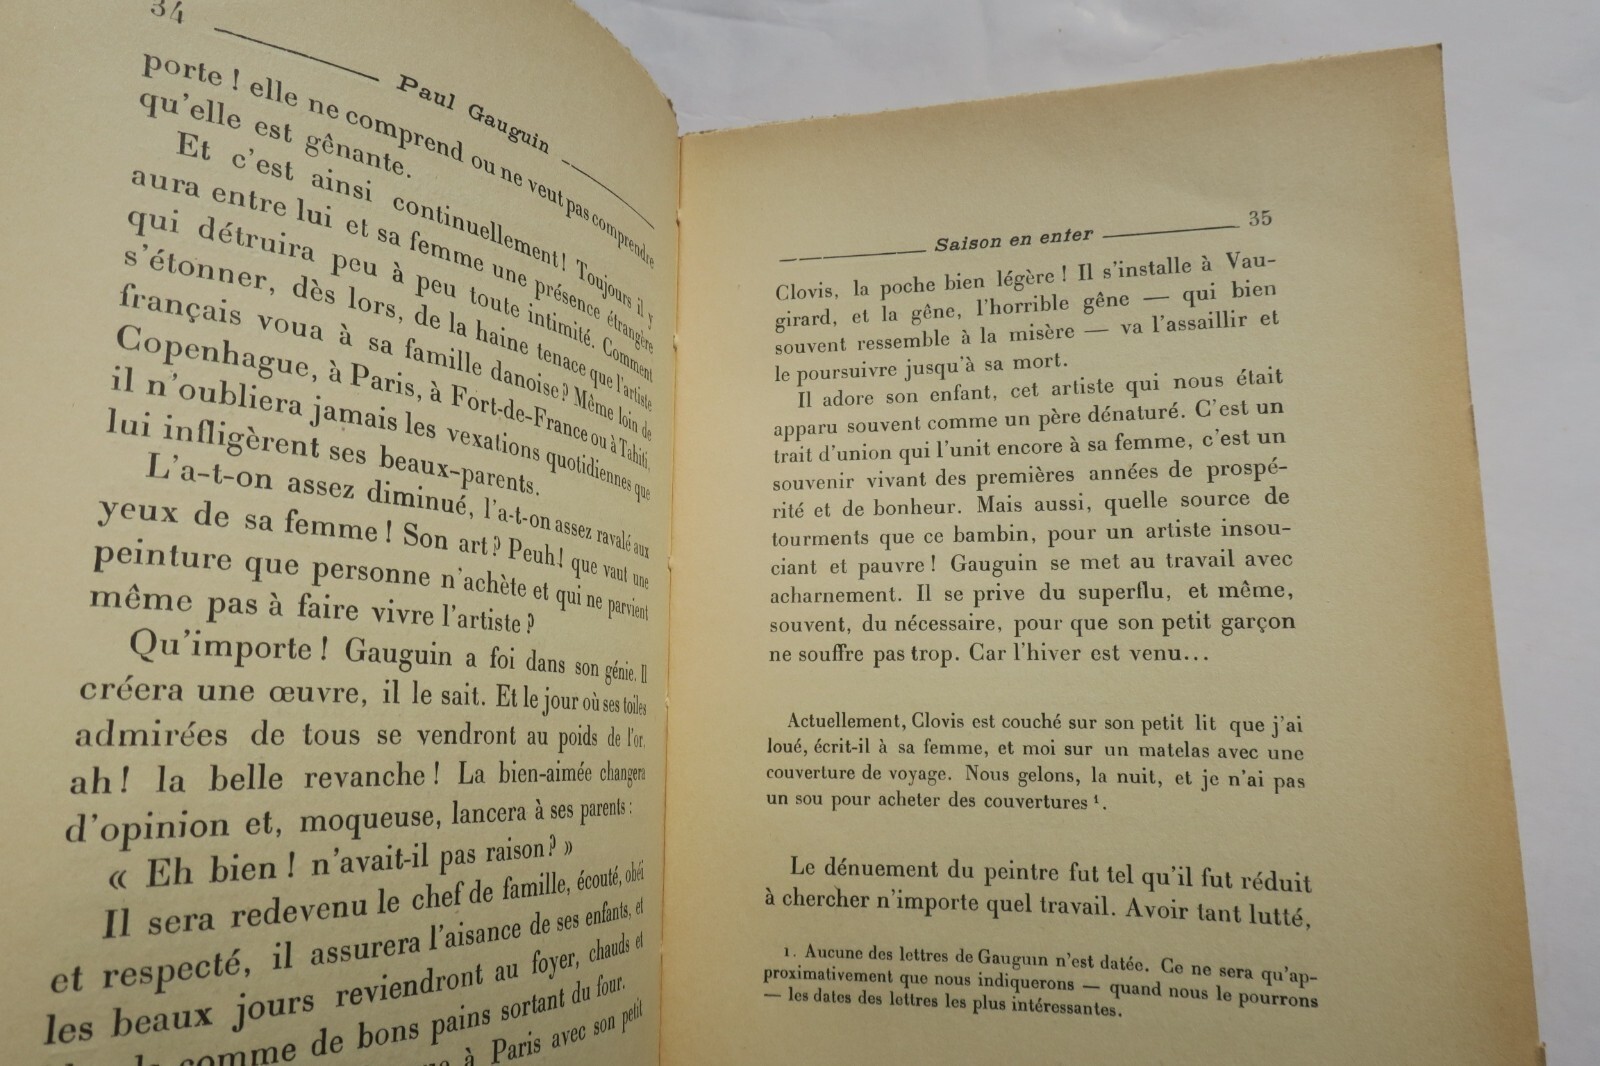 34
Paul Gauguin
porte ! elle ne comprend ou ne veut pas comprendre
qu'elle est gênante.
Et c'est ainsi continuellement ! Toujours il y
aura entre lui et sa femme une présence étrangère
qui détruira peu à peu toute intimité. Comment
s'étonner, dès lors, de la haine tenace que l'artiste
français voua à sa famille danoise ? Même loin de
Copenhague, à Paris, à Fort-de-France ou à Tahiti,
il n'oubliera jamais les vexations quotidiennes que
lui infligèrent ses beaux-parents.
L'a-t-on assez diminué, l'a-t-on assez ravalé aux
yeux de sa femme ! Son art ? Peuh! que vaut une
peinture que personne n'achète et qui ne parvient
même pas à faire vivre l'artiste ?
Qu'importe ! Gauguin a foi dans son génie. Il
créera une œuvre, il le sait. Et le jour où ses toiles
admirées de tous se vendront au poids de l'or,
ah ! la belle revanche ! La bien-aimée changera
d'opinion et, moqueuse, lancera à ses parents :
« Eh bien ! n'avait-il pas raison ? »
Il sera redevenu le chef de famille, écouté, obéi
et respecté, il assurera l'aisance de ses enfants, et
les beaux jours reviendront au foyer, chauds et
comme de bons pains sortant du four.
à Paris avec son petit
Saison en enfer
35
Clovis, la poche bien légère ! Il s'installe à Vau-
girard, et la gêne, l'horrible gêne — qui bien
souvent ressemble à la misère — va l'assaillir et
le poursuivre jusqu'à sa mort.
Il adore son enfant, cet artiste qui nous était
apparu souvent comme un père dénaturé. C'est un
trait d'union qui l'unit encore à sa femme, c'est un
souvenir vivant des premières années de prospé-
rité et de bonheur. Mais aussi, quelle source de
tourments que ce bambin, pour un artiste insou-
ciant et pauvre ! Gauguin se met au travail avec
acharnement. Il se prive du superflu, et même,
souvent, du nécessaire, pour que son petit garçon
ne souffre pas trop. Car l'hiver est venu...
Actuellement, Clovis est couché sur son petit lit que j'ai
loué, écrit-il à sa femme, et moi sur un matelas avec une
couverture de voyage. Nous gelons, la nuit, et je n'ai pas
un sou pour acheter des couvertures ¹.
Le dénuement du peintre fut tel qu'il fut réduit
à chercher n'importe quel travail. Avoir tant lutté,
1. Aucune des lettres de Gauguin n'est datée. Ce ne sera qu'ap-
proximativement que nous indiquerons — quand nous le pourrons
— les dates des lettres les plus intéressantes.